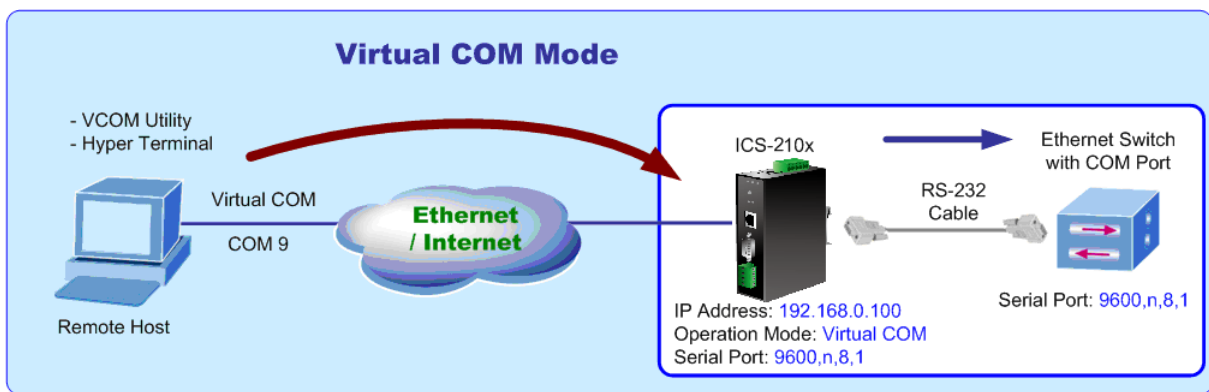 Virtual COM Mode
- VCOM Utility
- Hyper Terminal
Virtual COM
COM 9
Remote Host
Ethernet
/ Internet
ICS-210x
IP Address: 192.168.0.100
Operation Mode: Virtual COM
Serial Port: 9600,n,8,1
RS-232
Cable
Ethernet Switch
with COM Port
Serial Port: 9600,n,8,1